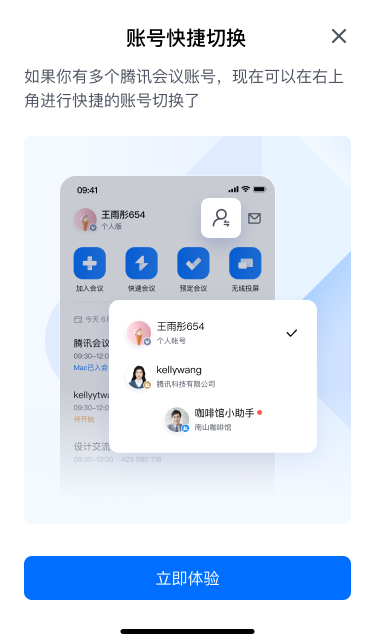 账号快捷切换
如果你有多个腾讯会议账号，现在可以在右上
角进行快捷的账号切换了
09:41
王雨彤654
个人版
加入会议
快速会议
预定会议
无线投屏
今天 6月
王雨彤654
个人账号
腾讯会议
09:30-12:00
Mac已入会
kellywang
腾讯科技有限公司
kellyytwa
09:30-12:00
待开始
咖啡馆小助手
南山咖啡馆
设计交流
09:30-12:00 · 423 580 718
立即体验